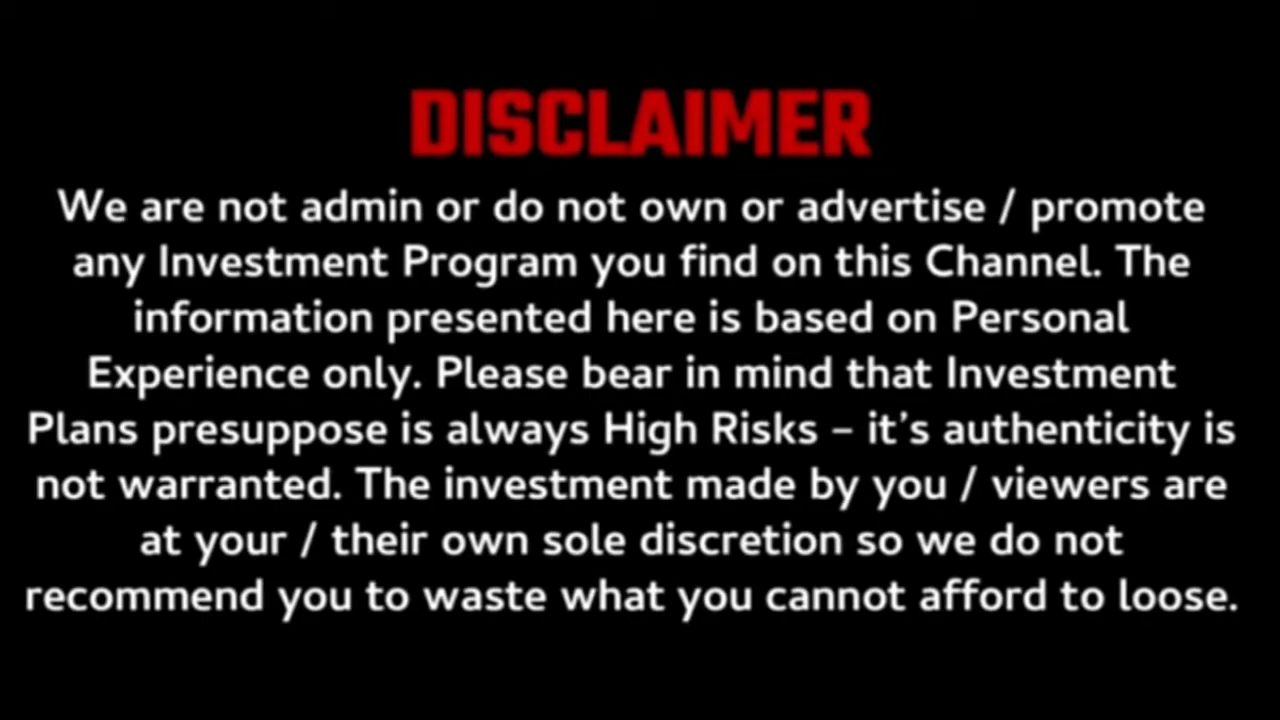 DISCLAIMER
We are not admin or do not own or advertise / promote
any Investment Program you find on this Channel. The
information presented here is based on Personal
Experience only. Please bear in mind that Investment
Plans presuppose is always High Risks – it's authenticity is
not warranted. The investment made by you / viewers are
at your / their own sole discretion so we do not
recommend you to waste what you cannot afford to loose.